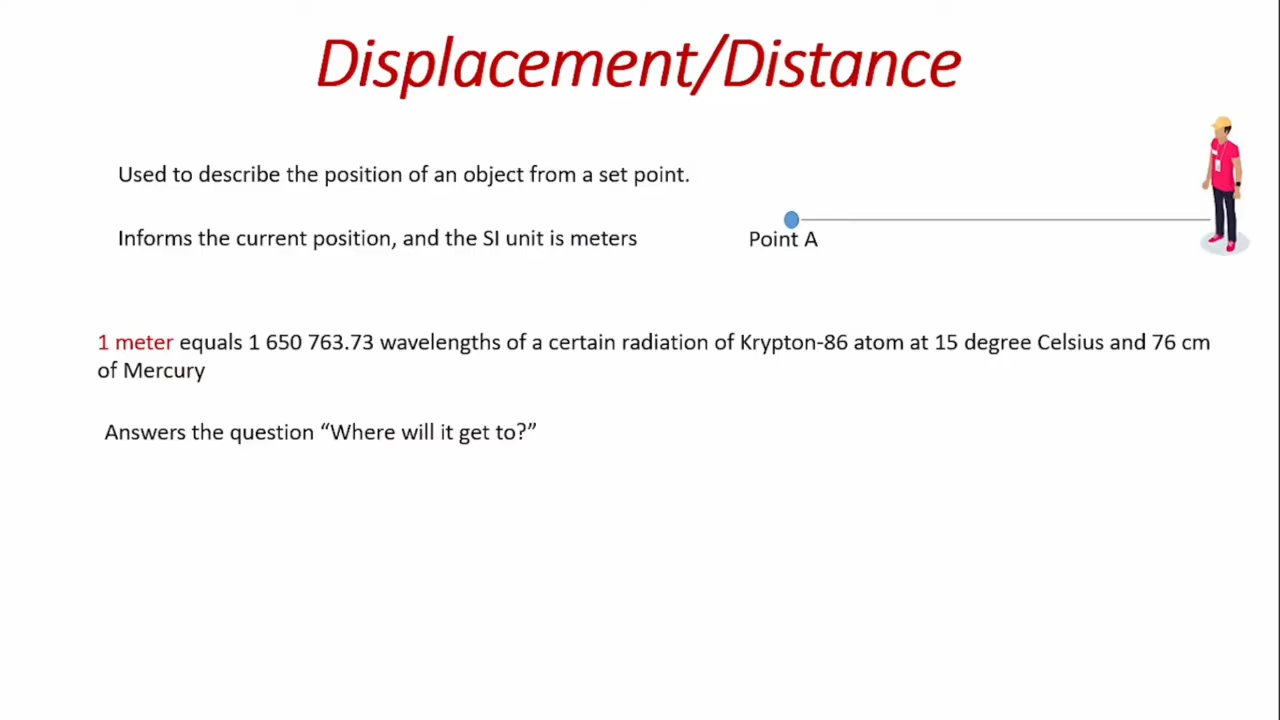 Displacement/Distance
Used to describe the position of an object from a set point.
Informs the current position, and the SI unit is meters
Point A
1 meter equals 1 650 763.73 wavelengths of a certain radiation of Krypton-86 atom at 15 degree Celsius and 76 cm
of Mercury
Answers the question “Where will it get to?”